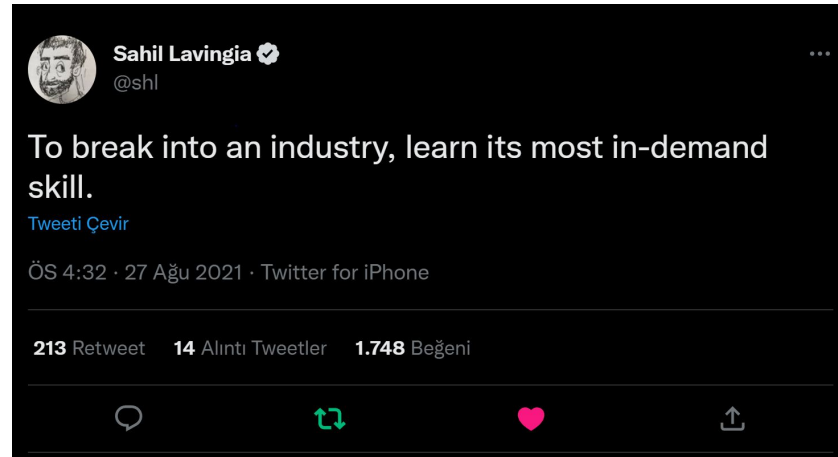 Sahil Lavingia
@shl
To break into an industry, learn its most in-demand
skill.
Tweeti Çevir
ÖS 4:32 · 27 Ağu 2021 · Twitter for iPhone
213 Retweet 14 Alıntı Tweetler 1.748 Beğeni